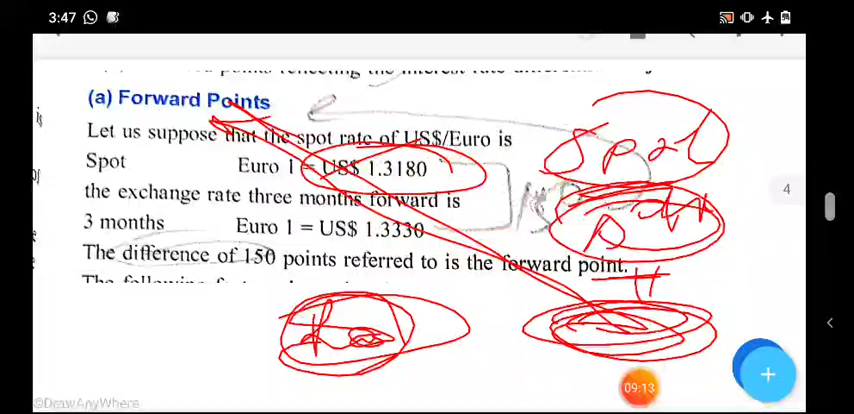 3:47
(a) Forward Points
Let us suppose that the spot rate of US$/Euro is
Spot Euro 1 = US$ 1.3180
the exchange rate three months forward is
3 months Euro 1 = US$ 1.3330
The difference of 150 points referred to is the forward point.
Spot
4
09:13
@DrawAnyWhere